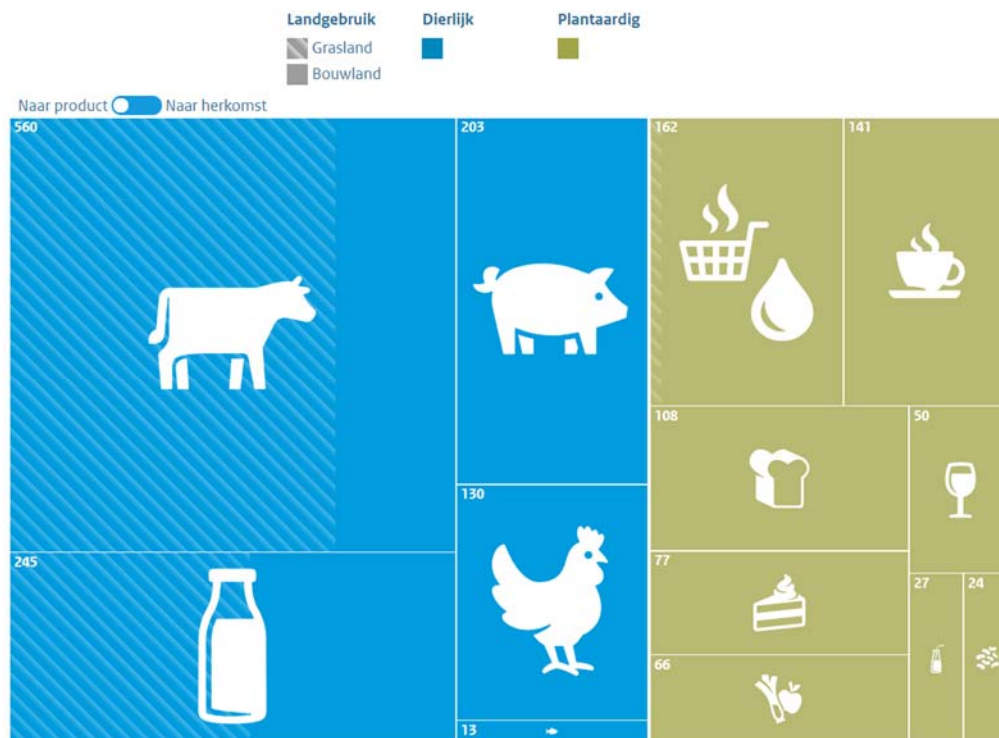 Landgebruik Dierlijk Plantaardig
Grasland
Bouwland
Naar product Naar herkomst
560 203 162 141
108 50
130
245 77 27 24
66
13